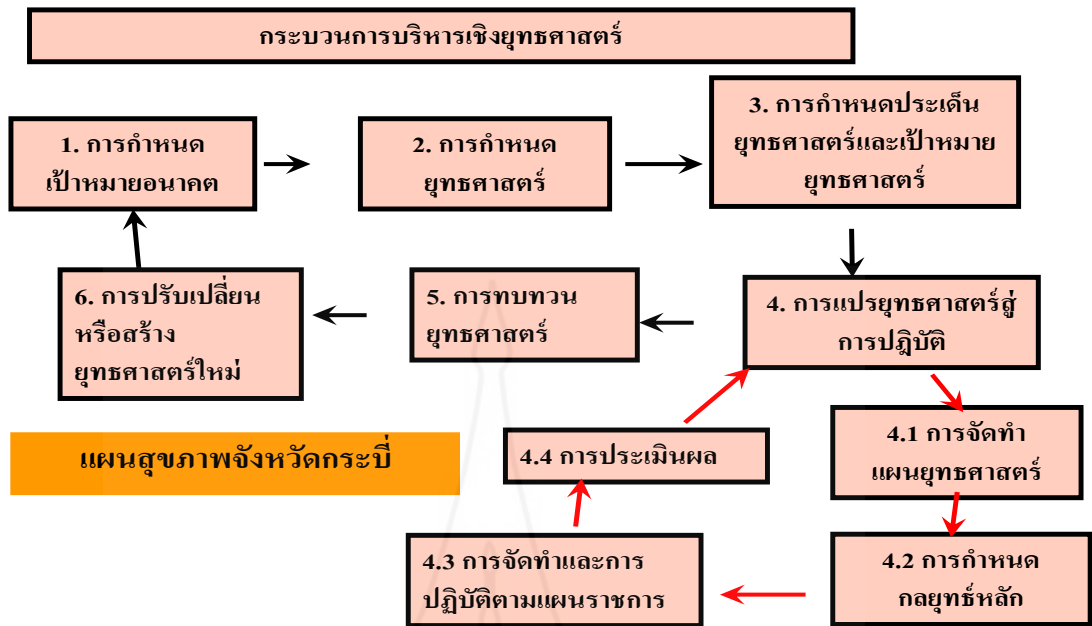 กระบวนการบริหารเชิงยุทธศาสตร์
1. การกำหนด
เป้าหมายอนาคต
2. การกำหนด
ยุทธศาสตร์
3. การกำหนดประเด็น
ยุทธศาสตร์และเป้าหมาย
ยุทธศาสตร์
4. การแปรยุทธศาสตร์สู่
การปฎิบัติ
5. การทบทวน
ยุทธศาสตร์
6. การปรับเปลี่ยน
หรือสร้าง
ยุทธศาสตร์ใหม่
แผนสุขภาพจังหวัดกระบี่
4.1 การจัดทำ
แผนยุทธศาสตร์
4.2 การกำหนด
กลยุทธ์หลัก
4.3 การจัดทำและการ
ปฏิบัติตามแผนราชการ
4.4 การประเมินผล